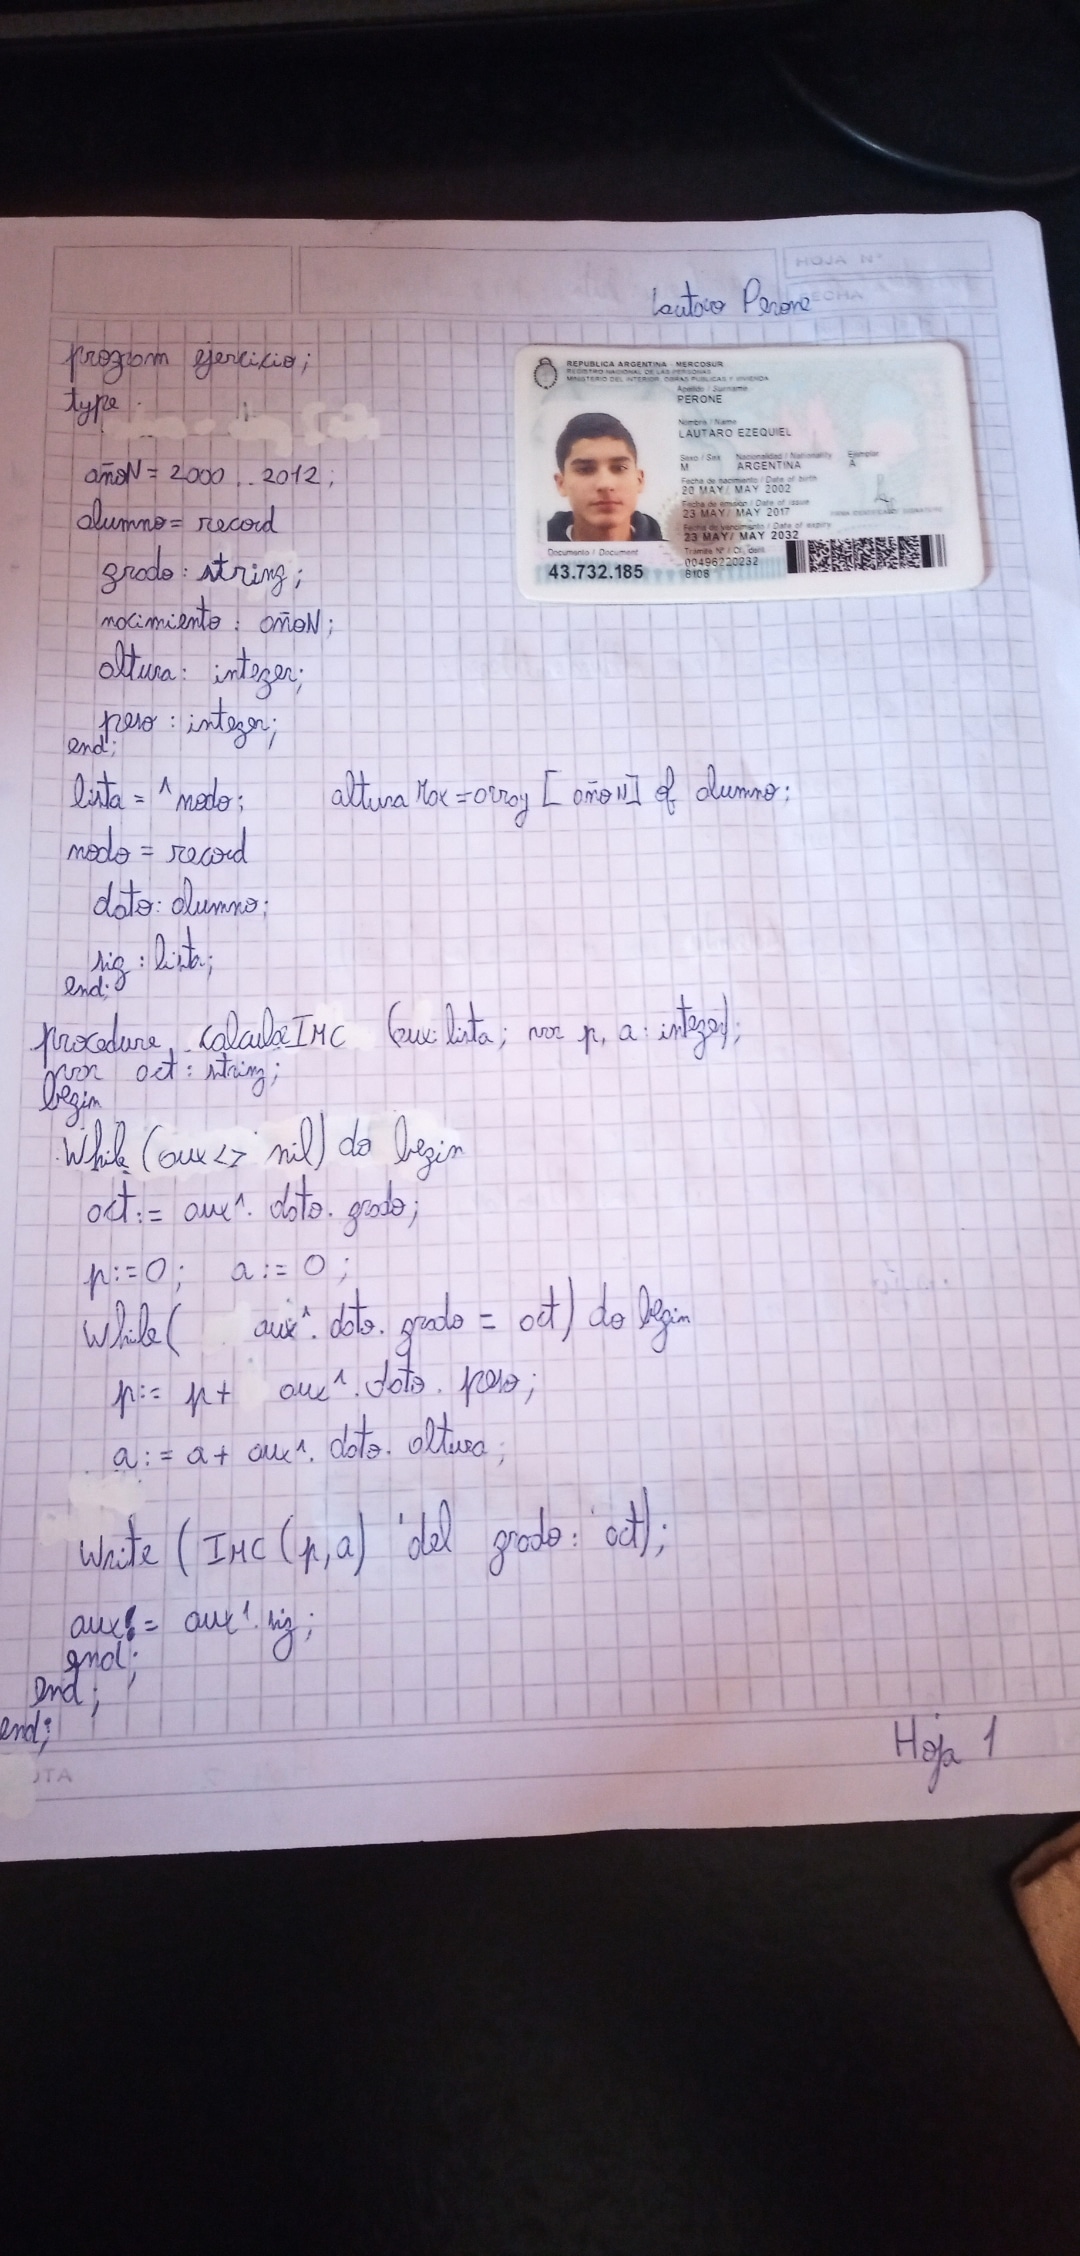 HOJA N°
FECHA
Lautaro Perone
program ejercicio;
type
añoN = 2000 .. 2012;
alumno = record
grado: string;
nacimiento: añoN;
altura: integer;
peso: integer;
end;
lista = ^nodo; alturaMax = array [añoN] of alumno;
nodo = record
dato: alumno;
sig: lista;
end;
procedure calculaIMC (aux: lista; var p, a: integer);
var act: string;
begin
While (aux <> nil) do begin
act:= aux^. dato. grado;
p:=0; a:=0;
While( aux^. dato. grado = act) do begin
p:= p+ aux^. dato. peso;
a:= a+ aux^. dato. altura;
Write (IMC (p,a) 'del grado: 'act);
aux:= aux^. sig;
end;
end;
end;
Hoja 1
OTA
REPUBLICA ARGENTINA - MERCOSUR
REGISTRO NACIONAL DE LAS PERSONAS
MINISTERIO DEL INTERIOR, OBRAS PUBLICAS Y VIVIENDA
Apellido / Surname
PERONE
Nombre / Name
LAUTARO EZEQUIEL
Sexo / Sex Nacionalidad / Nationality Ejemplar
M ARGENTINA A
Fecha de nacimiento / Date of birth
20 MAY/ MAY 2002
Fecha de emisión / Date of issue
23 MAY/ MAY 2017
FIRMA IDENTIFICADO / SIGNATURE
Fecha de vencimiento / Date of expiry
23 MAY/ MAY 2032
Documento / Document
43.732.185
Trámite N° / Of. ident.
00496220232
8108